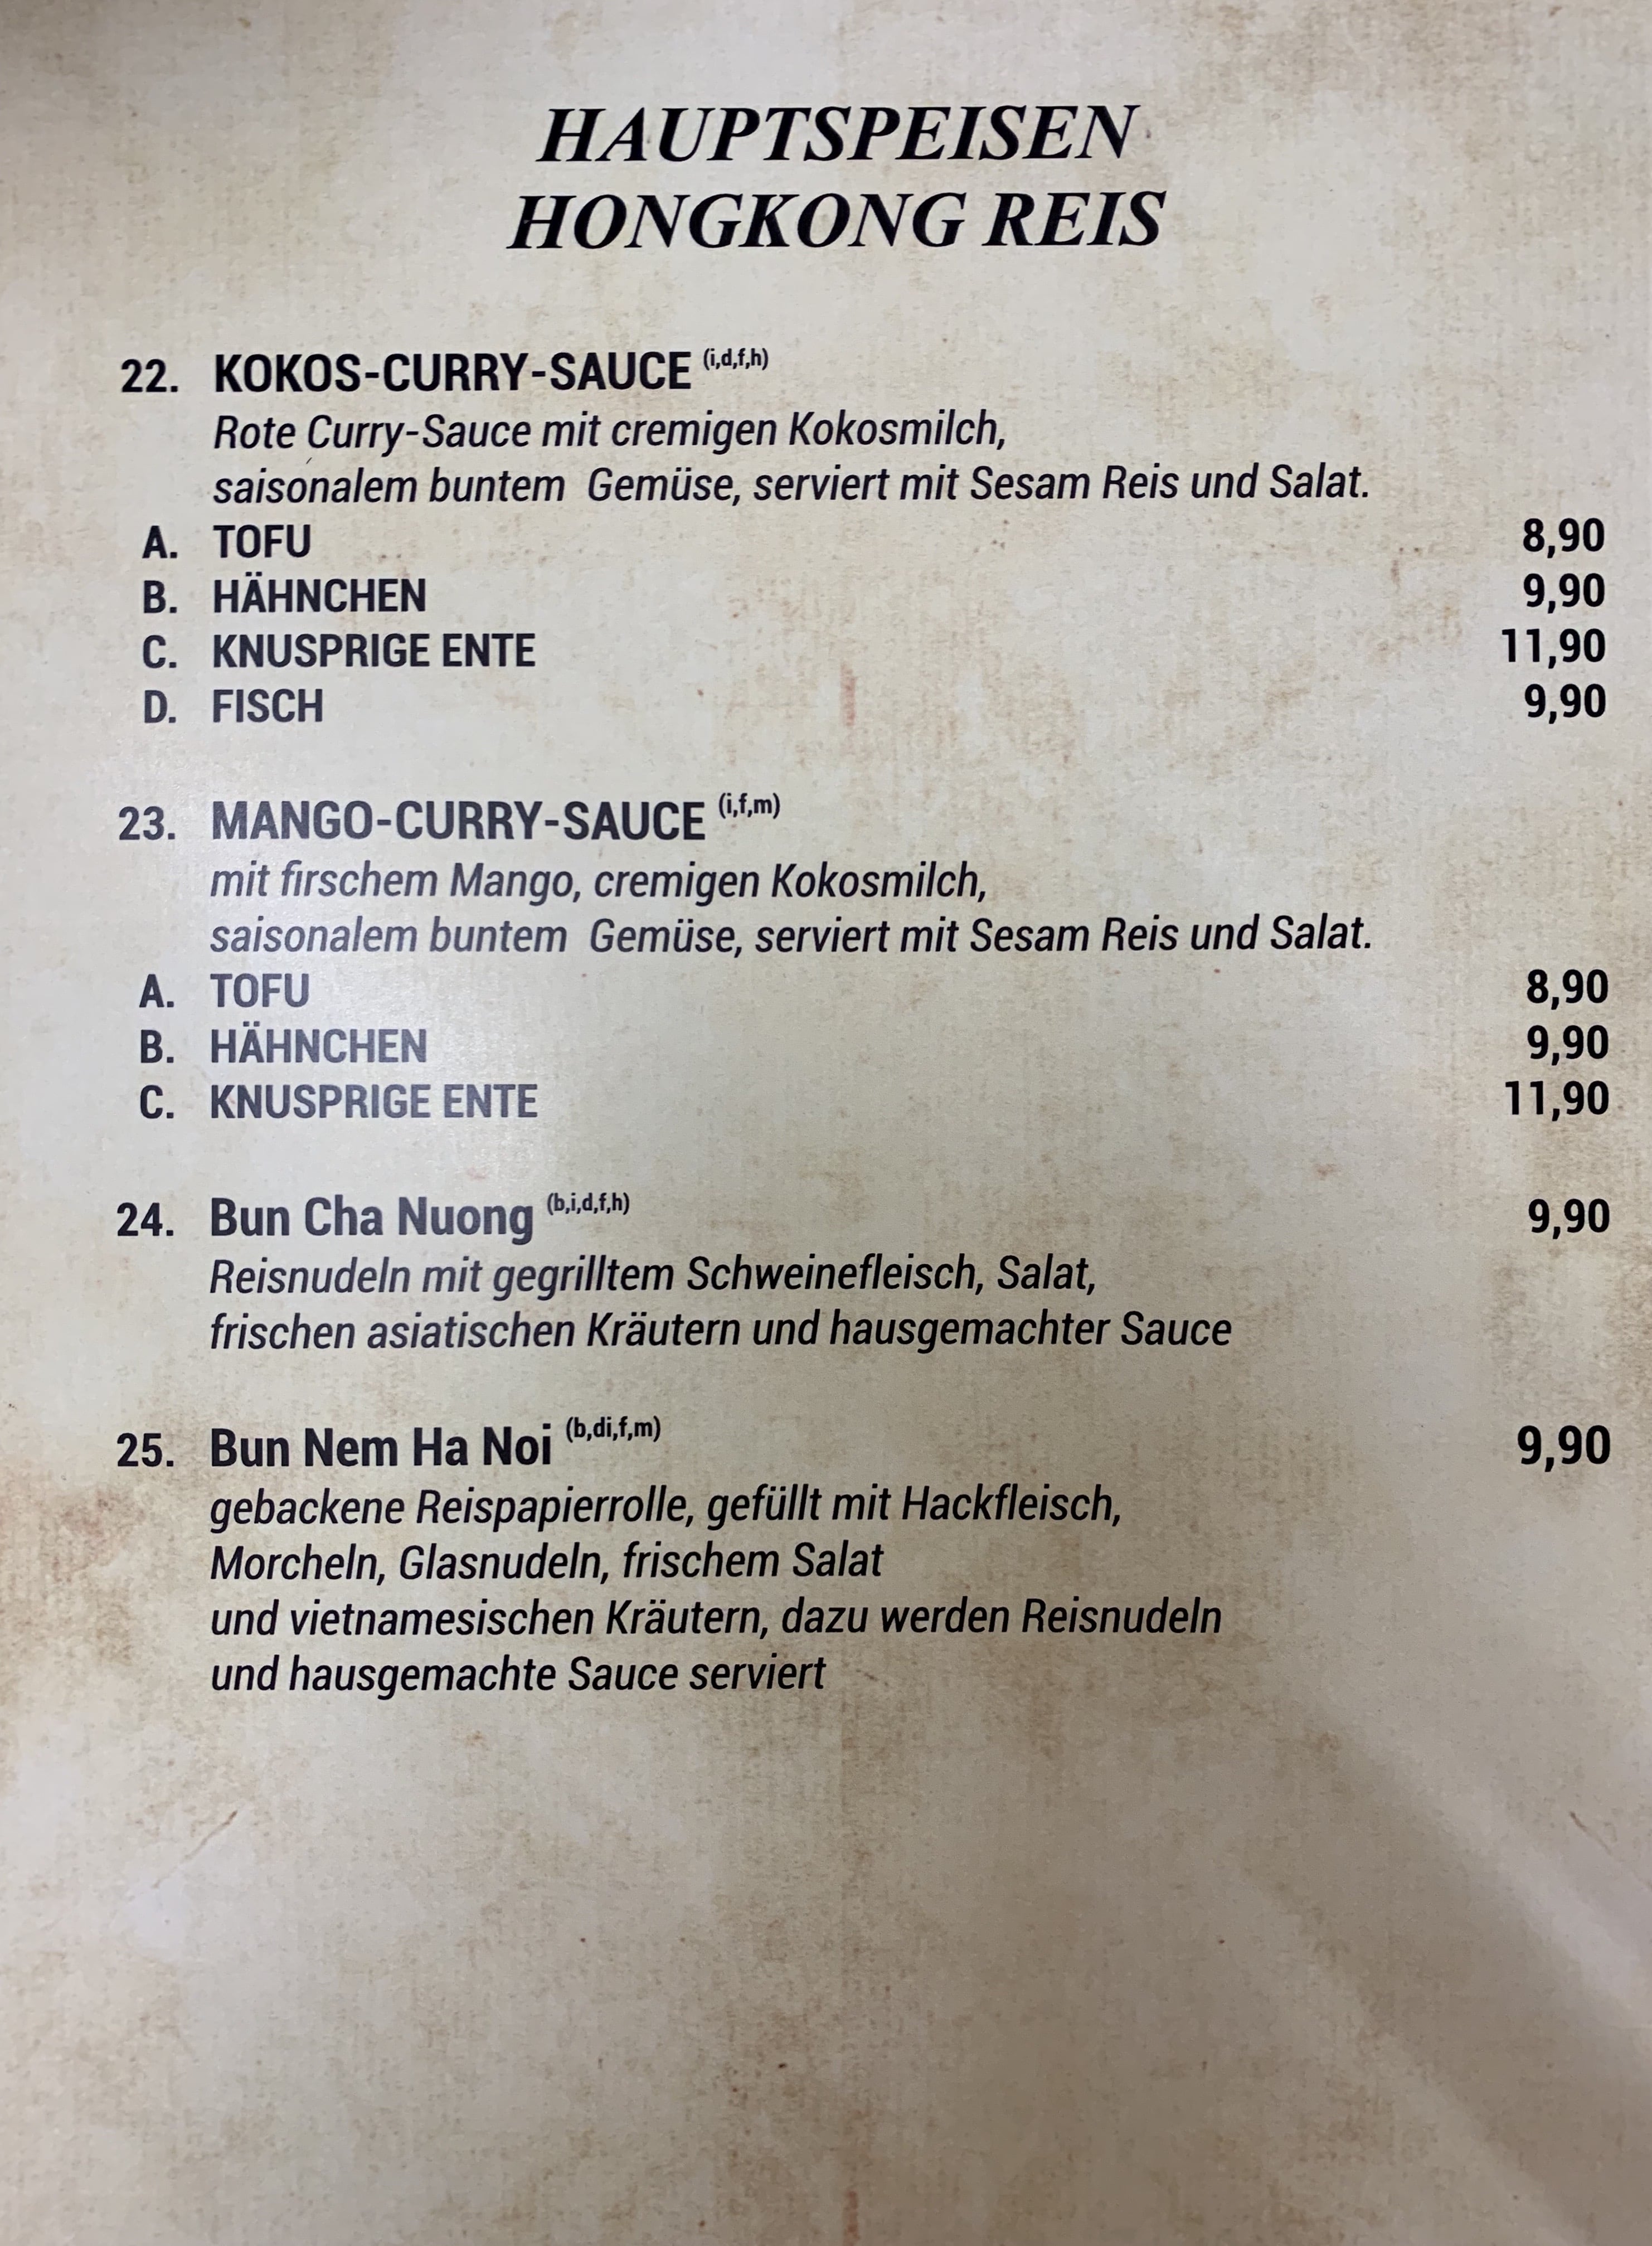 HAUPTSPEISEN
HONGKONG REIS
22. KOKOS-CURRY-SAUCE (i,d,f,h)
Rote Curry-Sauce mit cremigen Kokosmilch,
saisonalem buntem Gemüse, serviert mit Sesam Reis und Salat.
A. TOFU 8,90
B. HÄHNCHEN 9,90
C. KNUSPRIGE ENTE 11,90
D. FISCH 9,90
23. MANGO-CURRY-SAUCE (i,f,m)
mit firschem Mango, cremigen Kokosmilch,
saisonalem buntem Gemüse, serviert mit Sesam Reis und Salat.
A. TOFU 8,90
B. HÄHNCHEN 9,90
C. KNUSPRIGE ENTE 11,90
24. Bun Cha Nuong (b,i,d,f,h) 9,90
Reisnudeln mit gegrilltem Schweinefleisch, Salat,
frischen asiatischen Kräutern und hausgemachter Sauce
25. Bun Nem Ha Noi (b,di,f,m) 9,90
gebackene Reispapierrolle, gefüllt mit Hackfleisch,
Morcheln, Glasnudeln, frischem Salat
und vietnamesischen Kräutern, dazu werden Reisnudeln
und hausgemachte Sauce serviert